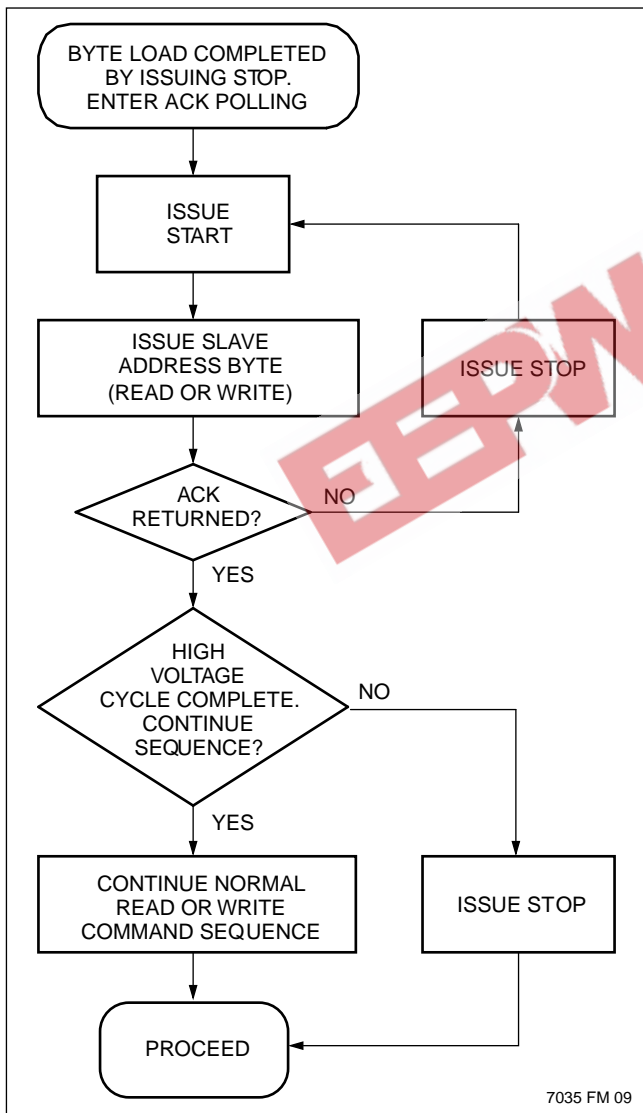 BYTE LOAD COMPLETED
BY ISSUING STOP.
ENTER ACK POLLING
ISSUE
START
ISSUE SLAVE
ADDRESS BYTE
(READ OR WRITE)
ISSUE STOP
ACK
RETURNED?
NO
YES
HIGH
VOLTAGE
CYCLE COMPLETE.
CONTINUE
SEQUENCE?
NO
YES
CONTINUE NORMAL
READ OR WRITE
COMMAND SEQUENCE
ISSUE STOP
PROCEED
7035 FM 09
EEPW